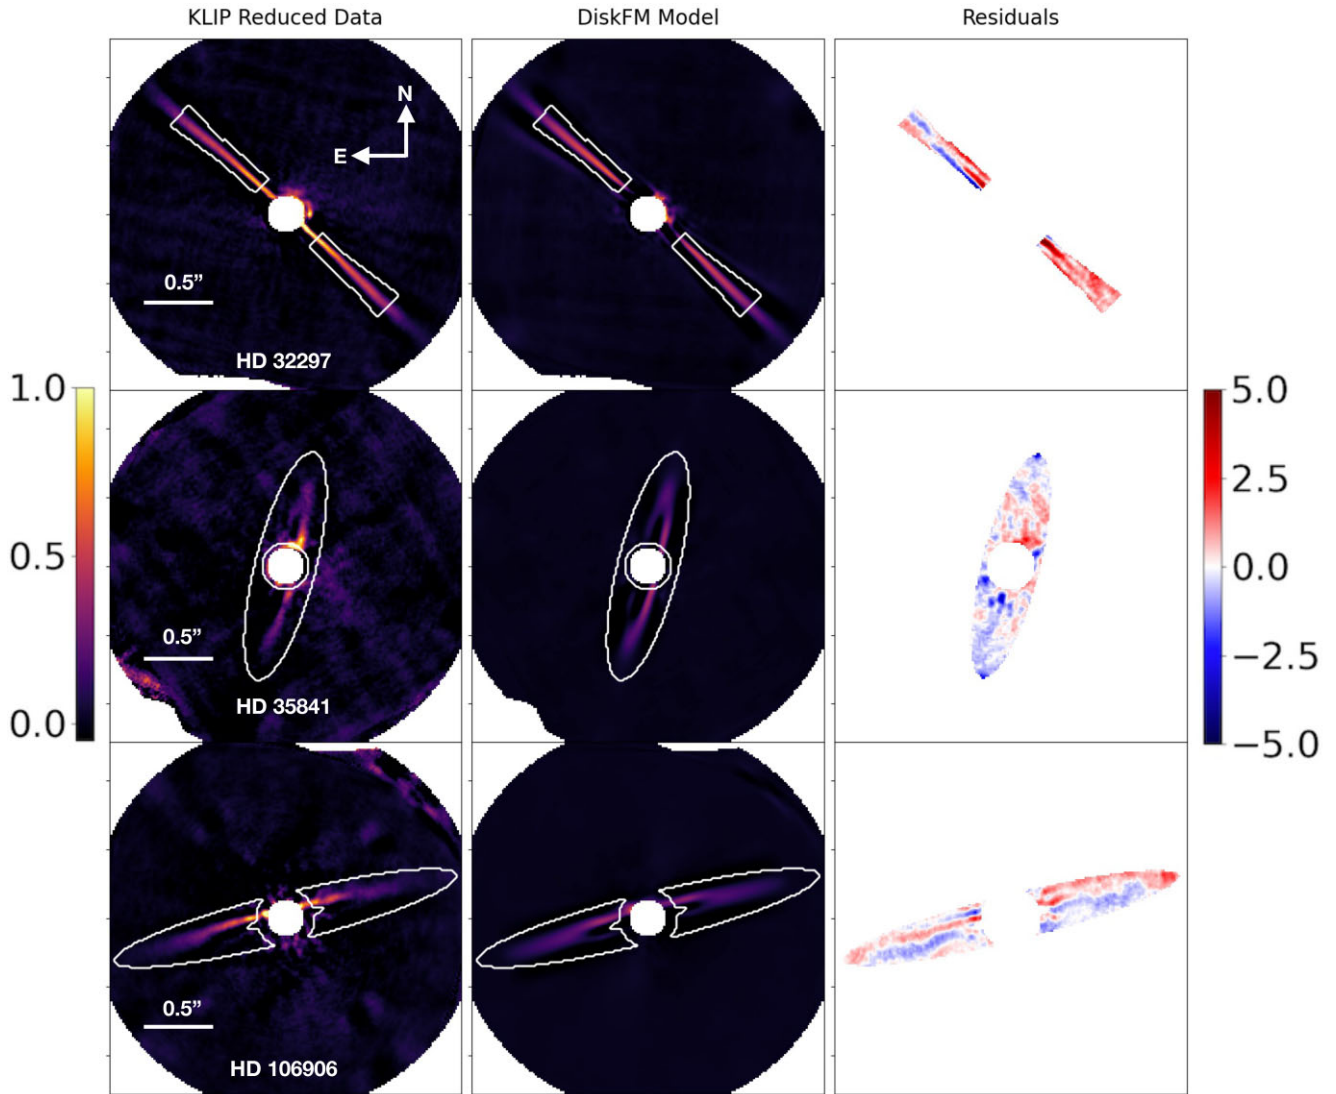 KLIP Reduced Data DiskFM Model Residuals
N
E
0.5”
HD 32297
1.0
0.5
0.0
0.5”
HD 35841
5.0
2.5
0.0
−2.5
−5.0
0.5”
HD 106906